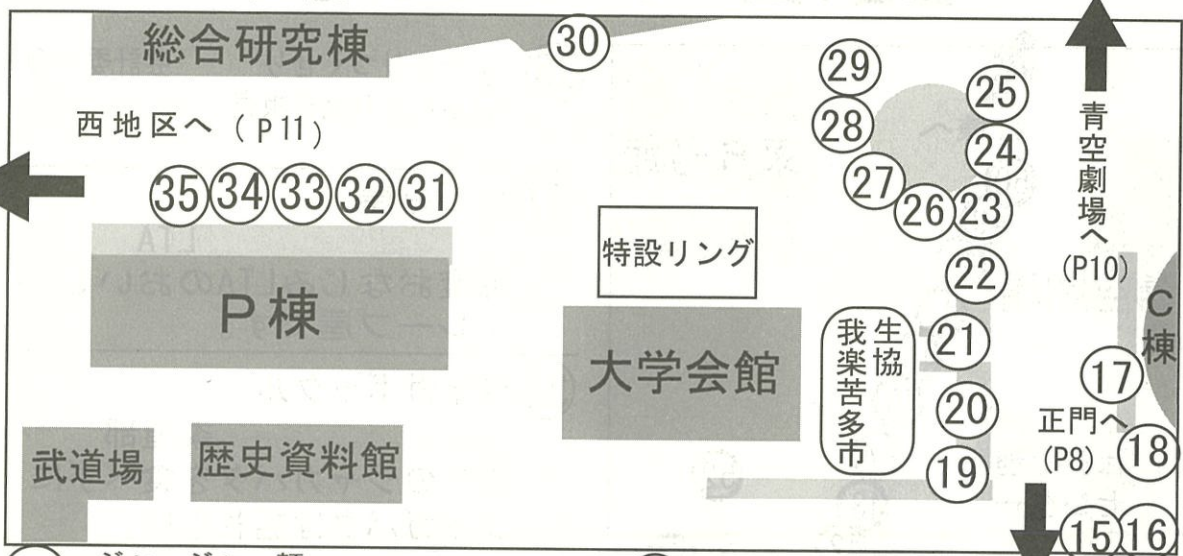 総合研究棟
30
29
25
西地区へ (P11)
28
24
青空劇場へ
(P10)
35 34 33 32 31
27
26
23
特設リング
22
P棟
C棟
大学会館
生協
我楽苦多市
21
17
20
正門へ
(P8)
18
武道場
歴史資料館
19
15 16